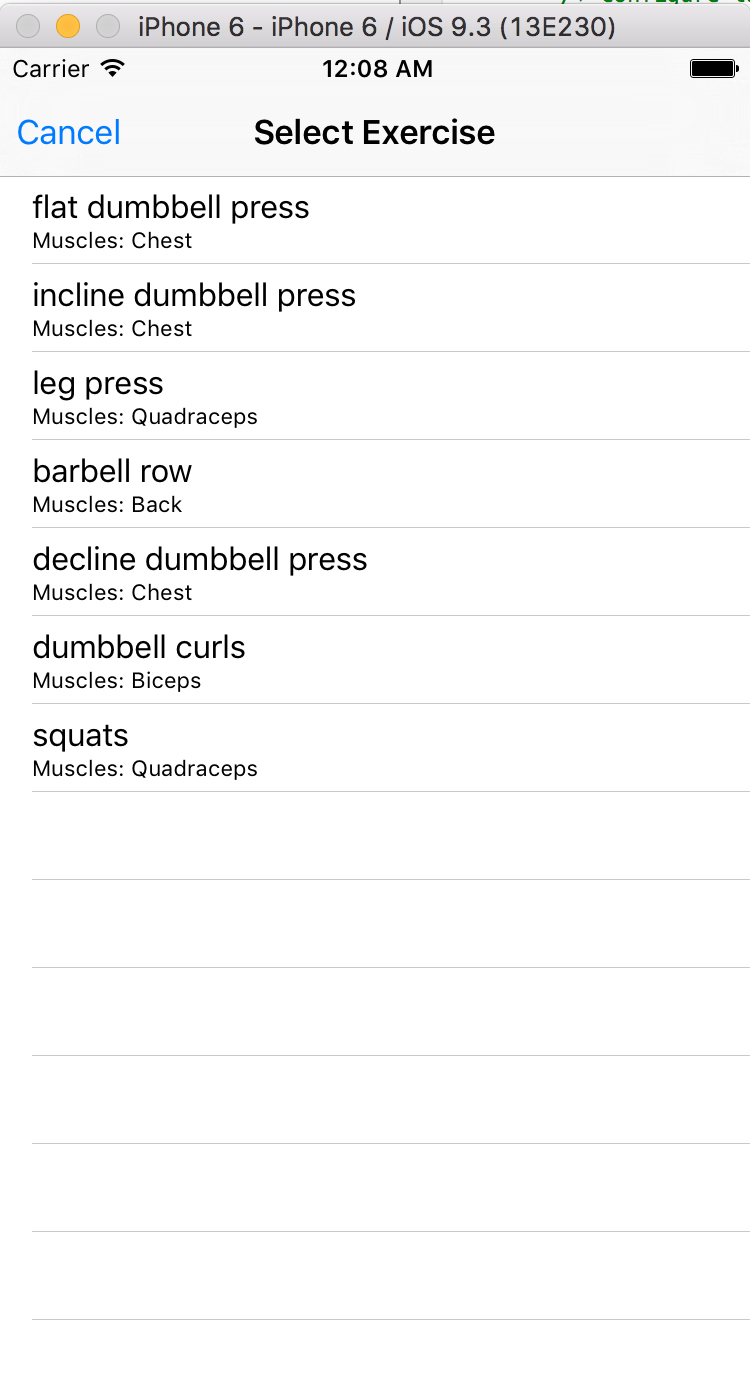 iPhone 6 - iPhone 6 / iOS 9.3 (13E230)
Carrier 12:08 AM
Cancel Select Exercise
flat dumbbell press
Muscles: Chest
incline dumbbell press
Muscles: Chest
leg press
Muscles: Quadraceps
barbell row
Muscles: Back
decline dumbbell press
Muscles: Chest
dumbbell curls
Muscles: Biceps
squats
Muscles: Quadraceps